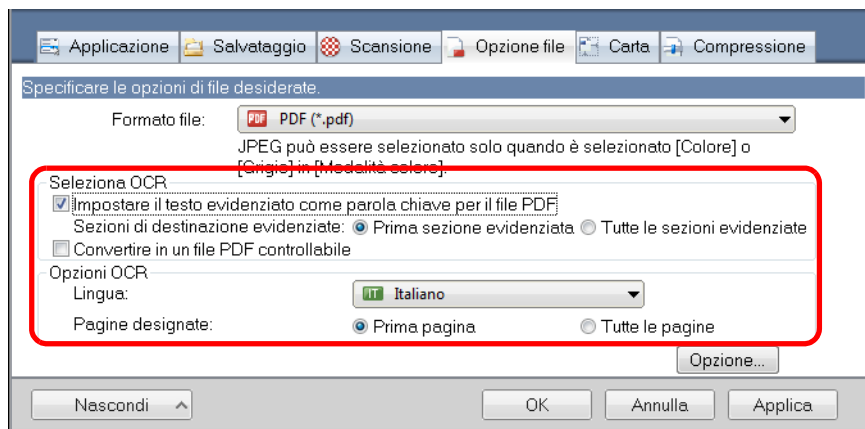 Applicazione Salvataggio Scansione Opzione file Carta Compressione
Specificare le opzioni di file desiderate.
Formato file: PDF PDF (*.pdf)
JPEG può essere selezionato solo quando è selezionato [Colore] o
[Grigio] in [Modalità colore].
Seleziona OCR
Impostare il testo evidenziato come parola chiave per il file PDF
Sezioni di destinazione evidenziate: Prima sezione evidenziata Tutte le sezioni evidenziate
Convertire in un file PDF controllabile
Opzioni OCR
Lingua: IT Italiano
Pagine designate: Prima pagina Tutte le pagine
Opzione...
Nascondi OK Annulla Applica